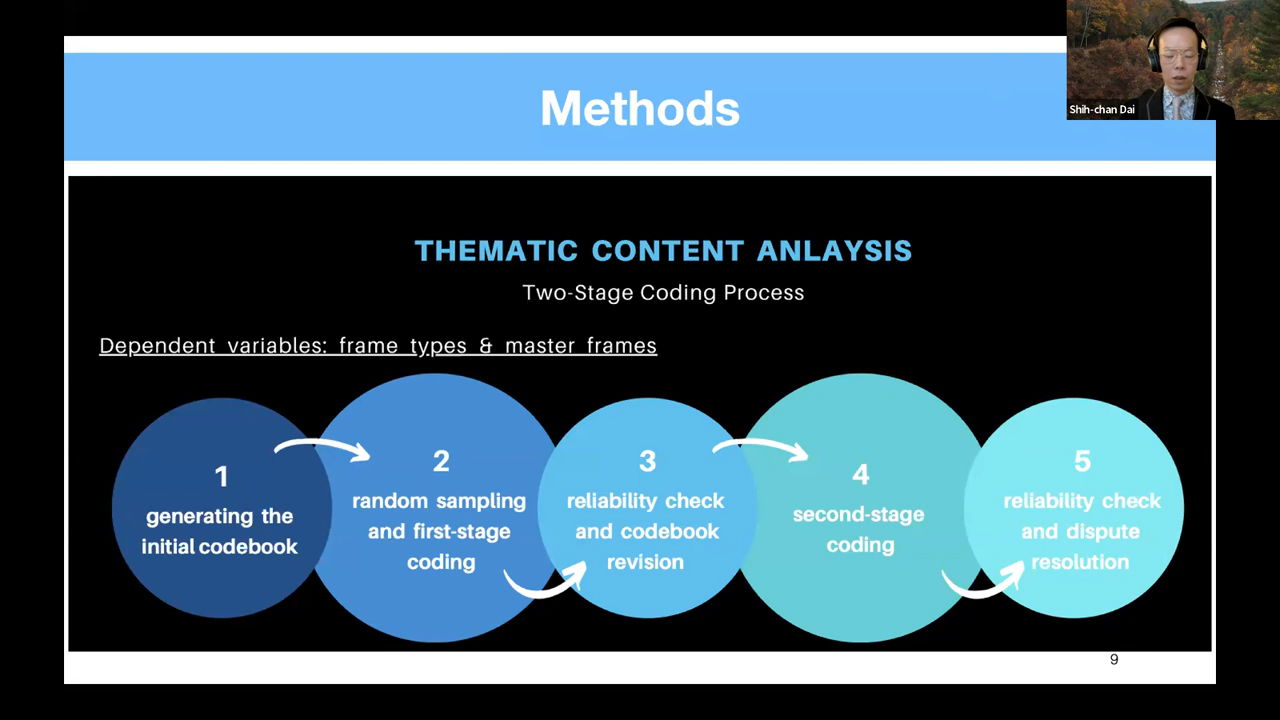 Methods
Shih-chan Dai
THEMATIC CONTENT ANLAYSIS
Two-Stage Coding Process
Dependent variables: frame types & master frames
1
generating the
initial codebook
2
random sampling
and first-stage
coding
3
reliability check
and codebook
revision
4
second-stage
coding
5
reliability check
and dispute
resolution
9